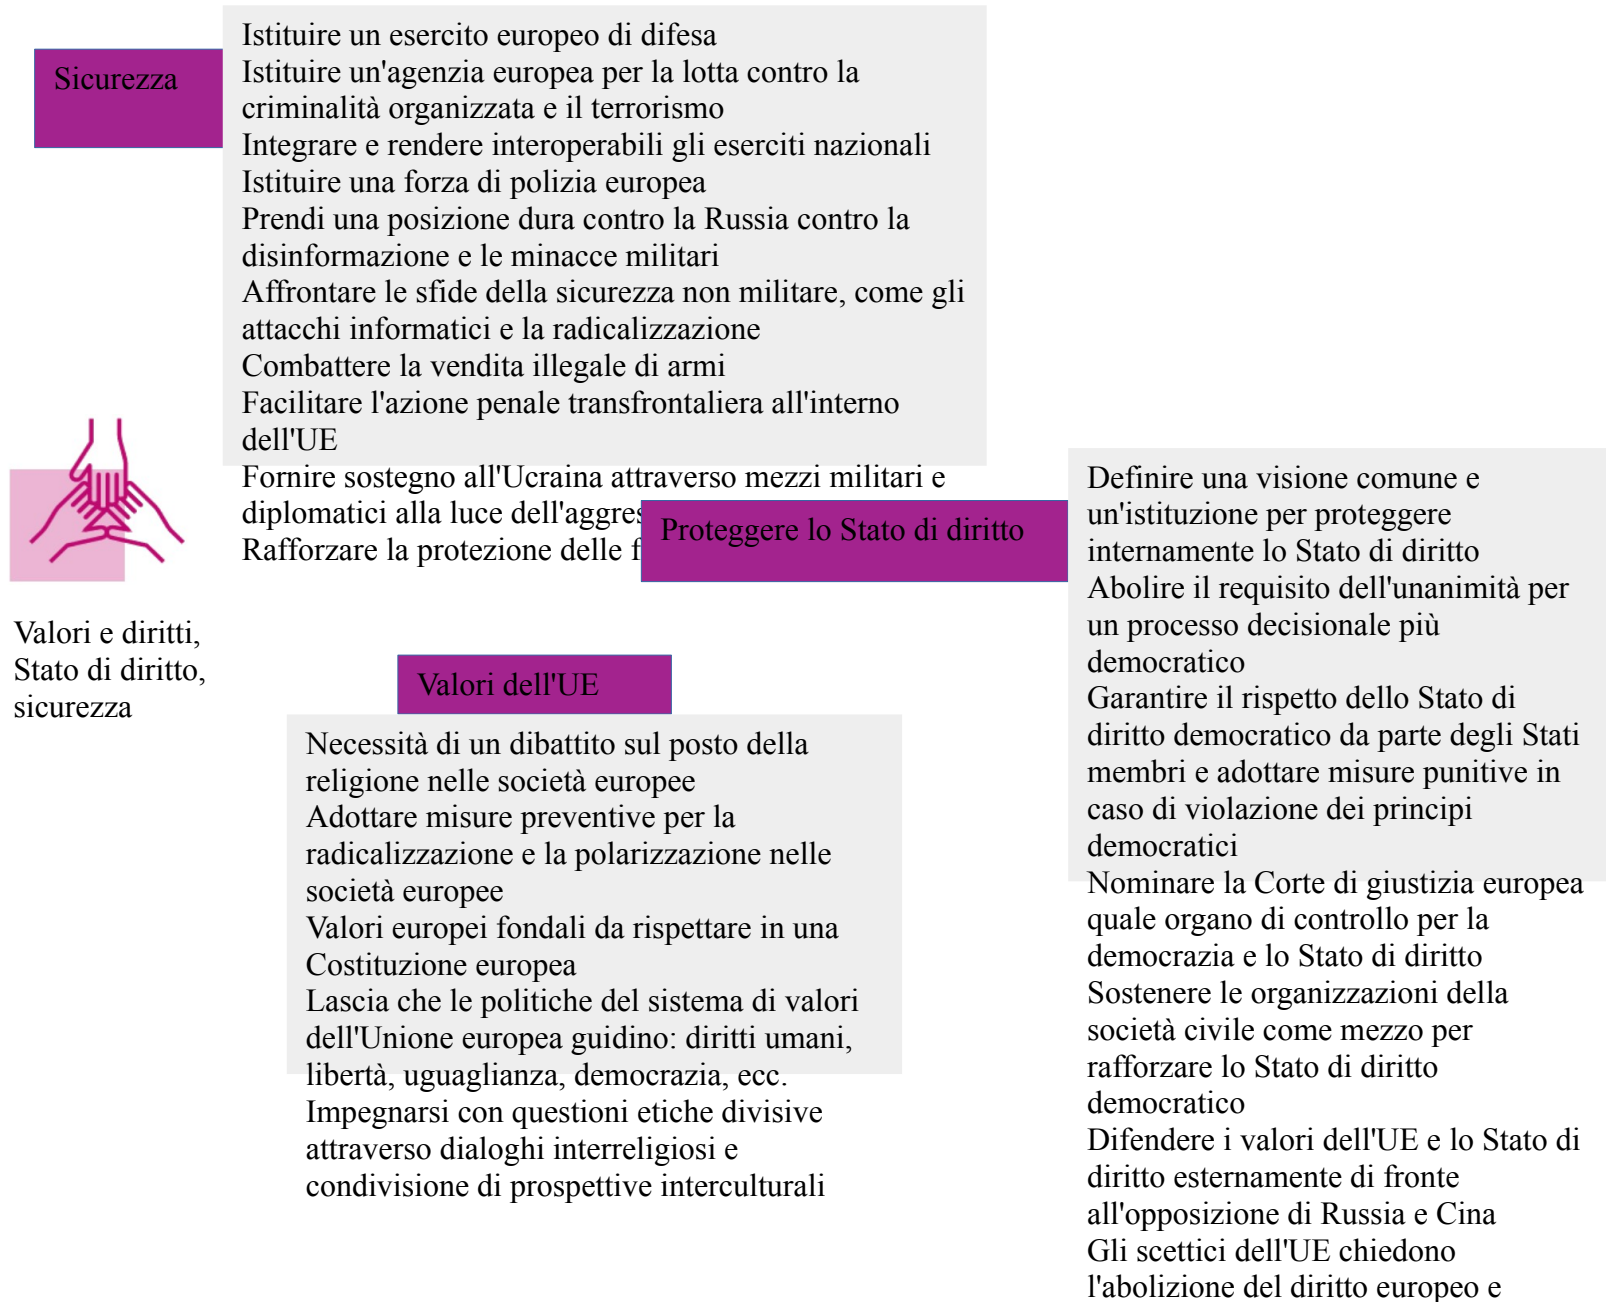 Sicurezza
Istituire un esercito europeo di difesa
Istituire un'agenzia europea per la lotta contro la
criminalità organizzata e il terrorismo
Integrare e rendere interoperabili gli eserciti nazionali
Istituire una forza di polizia europea
Prendi una posizione dura contro la Russia contro la
disinformazione e le minacce militari
Affrontare le sfide della sicurezza non militare, come gli
attacchi informatici e la radicalizzazione
Combattere la vendita illegale di armi
Facilitare l'azione penale transfrontaliera all'interno
dell'UE
Fornire sostegno all'Ucraina attraverso mezzi militari e
diplomatici alla luce
Rafforzare la protezione delle
Proteggere lo Stato di diritto
Definire una visione comune e
un'istituzione per proteggere
internamente lo Stato di diritto
Abolire il requisito dell'unanimità per
un processo decisionale più
democratico
Garantire il rispetto dello Stato di
diritto democratico da parte degli Stati
membri e adottare misure punitive in
caso di violazione dei principi
democratici
Nominare la Corte di giustizia europea
quale organo di controllo per la
democrazia e lo Stato di diritto
Sostenere le organizzazioni della
società civile come mezzo per
rafforzare lo Stato di diritto
democratico
Difendere i valori dell'UE e lo Stato di
diritto esternamente di fronte
all'opposizione di Russia e Cina
Gli scettici dell'UE chiedono
l'abolizione del diritto europeo e
Valori e diritti,
Stato di diritto,
sicurezza
Valori dell'UE
Necessità di un dibattito sul posto della
religione nelle società europee
Adottare misure preventive per la
radicalizzazione e la polarizzazione nelle
società europee
Valori europei fondali da rispettare in una
Costituzione europea
Lascia che le politiche del sistema di valori
dell'Unione europea guidino: diritti umani,
libertà, uguaglianza, democrazia, ecc.
Impegnarsi con questioni etiche divisive
attraverso dialoghi interreligiosi e
condivisione di prospettive interculturali